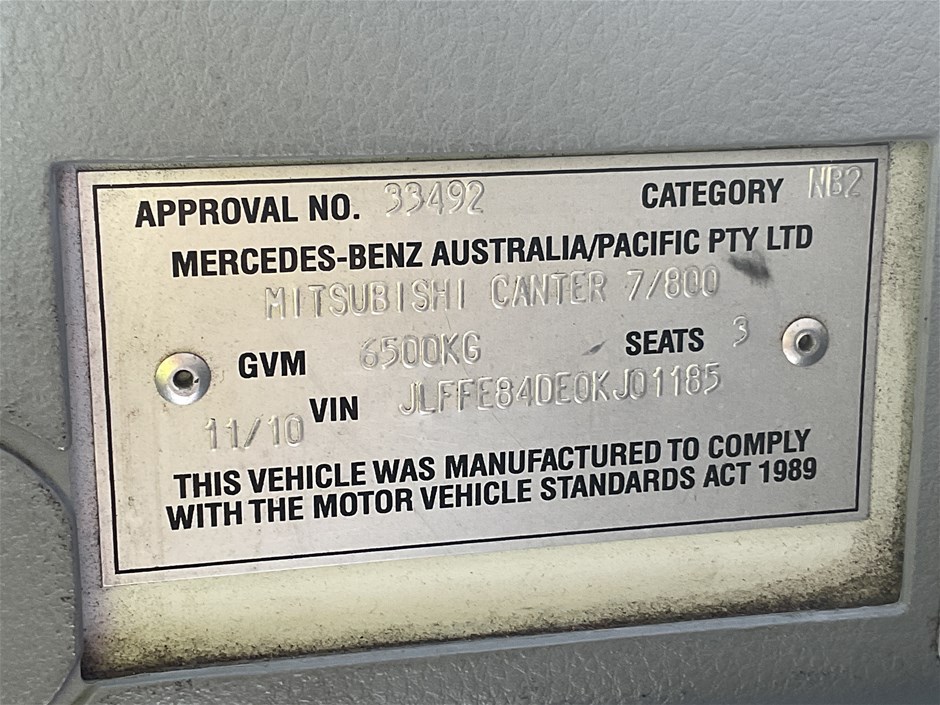 APPROVAL NO. 33492 CATEGORY NB2
MERCEDES-BENZ AUSTRALIA/PACIFIC PTY LTD
MITSUBISHI CANTER 7/800
GVM 6500KG SEATS 3
11/10 VIN JLFFE84DE0KJ01185
THIS VEHICLE WAS MANUFACTURED TO COMPLY
WITH THE MOTOR VEHICLE STANDARDS ACT 1989